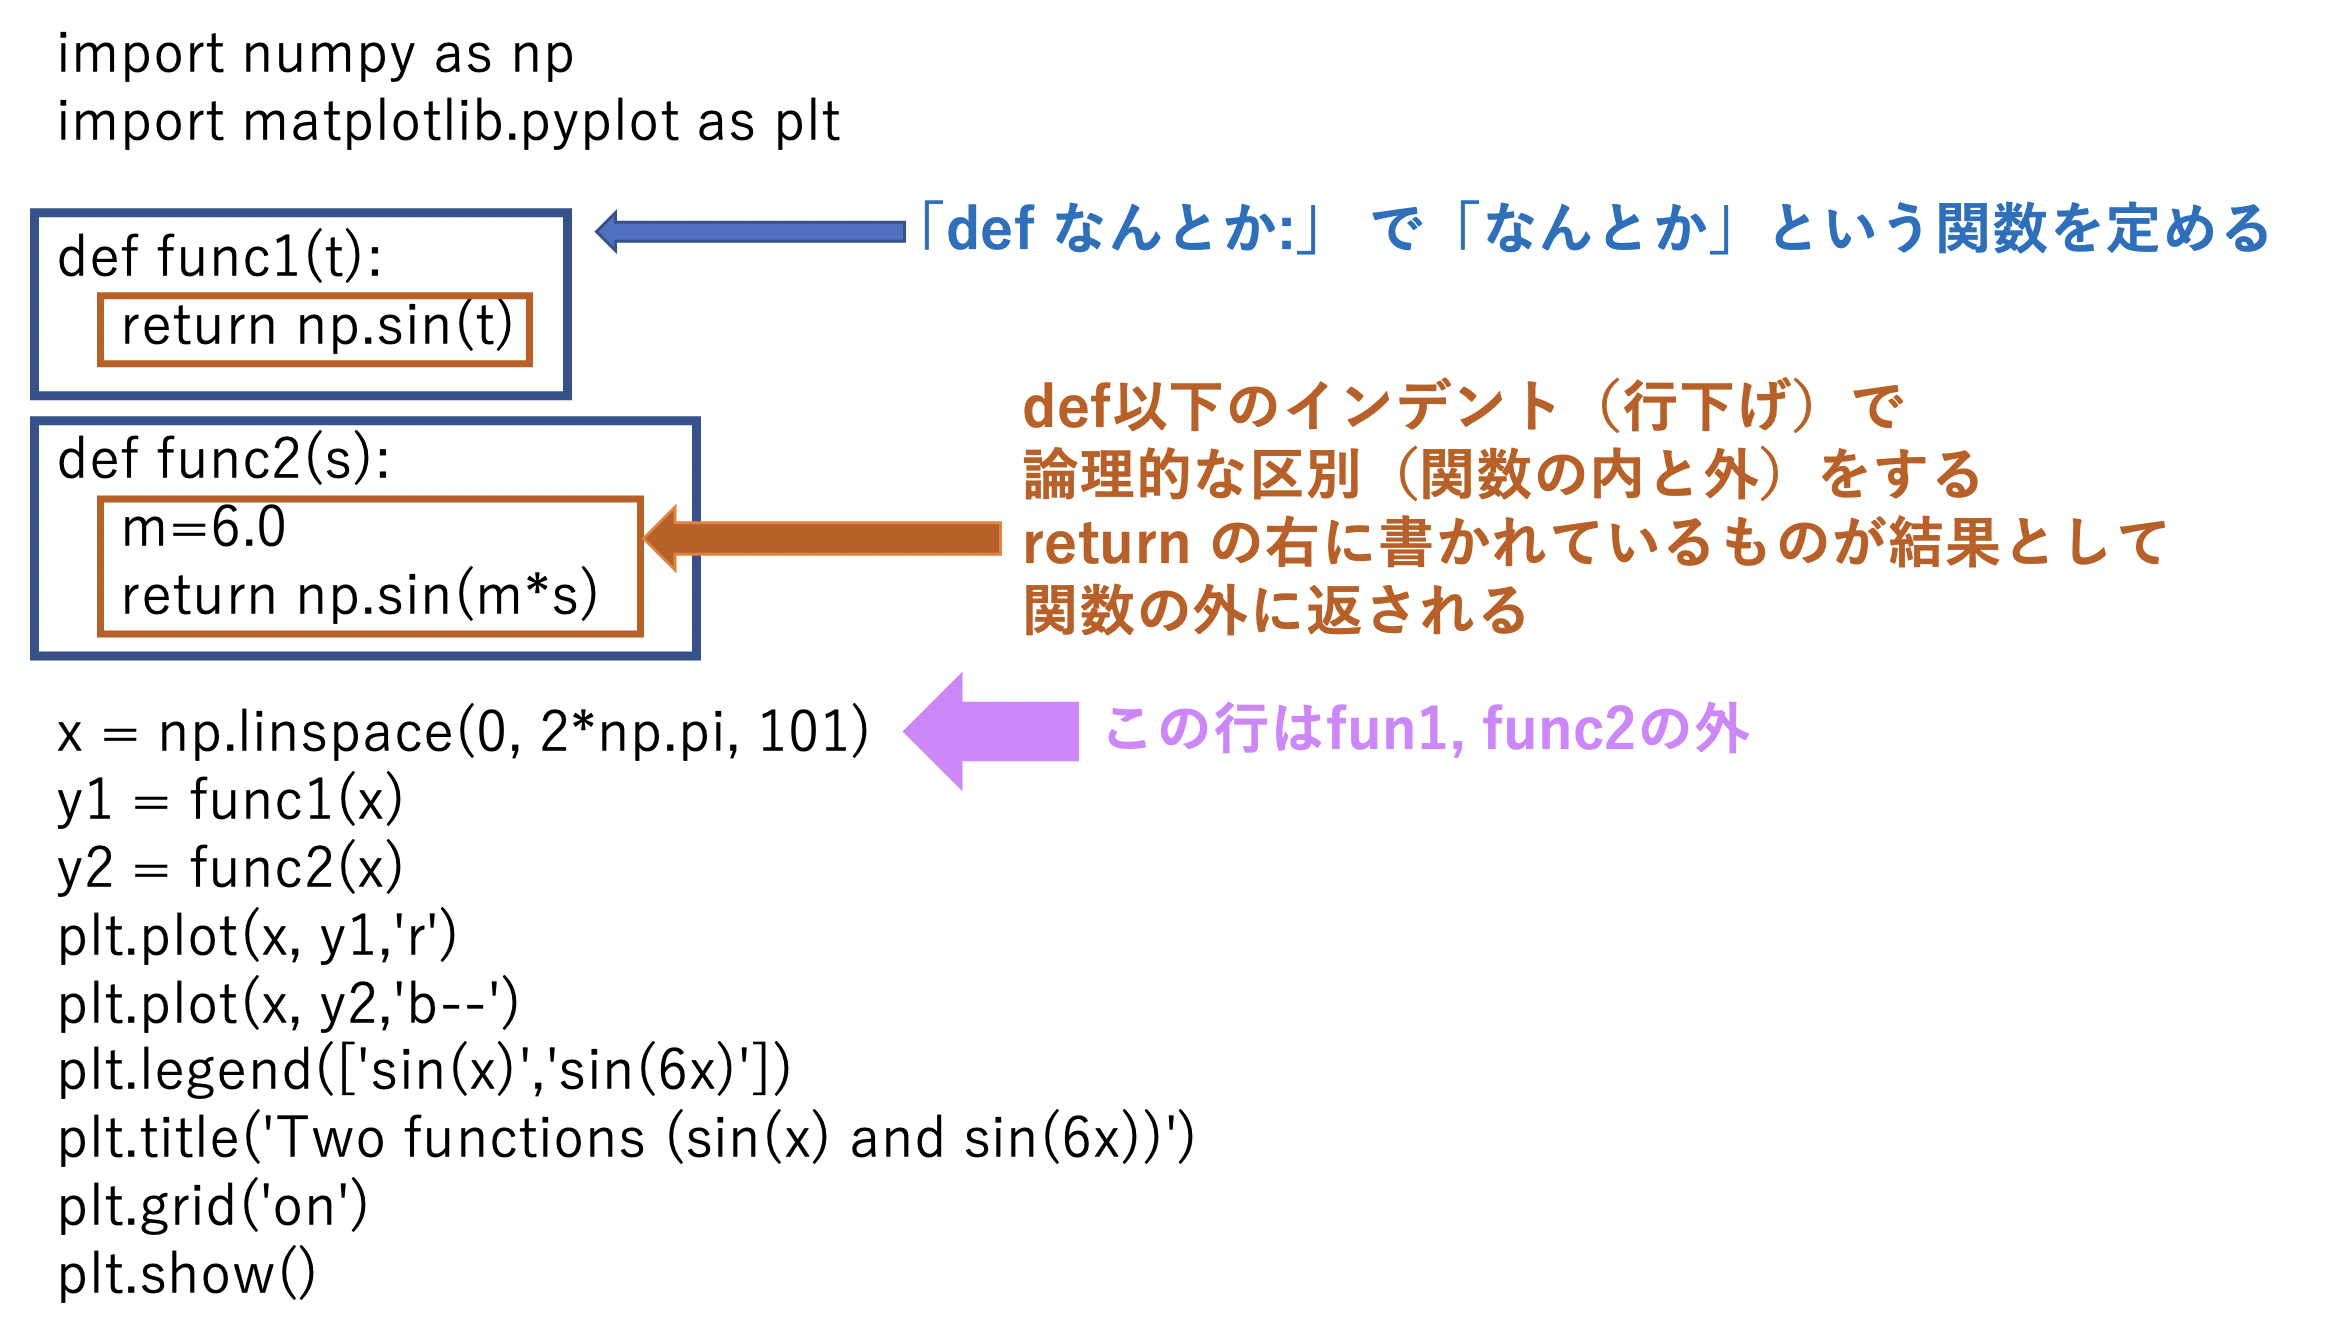 import numpy as np
import matplotlib.pyplot as plt
def func1(t):
return np.sin(t)
「def なんとか:」 で「なんとか」という関数を定める
def func2(s):
m=6.0
return np.sin(m*s)
def以下のインデント（行下げ）で
論理的な区別（関数の内と外）をする
return の右に書かれているものが結果として
関数の外に返される
x = np.linspace(0, 2*np.pi, 101)
この行はfun1, func2の外
y1 = func1(x)
y2 = func2(x)
plt.plot(x, y1,'r')
plt.plot(x, y2,'b--')
plt.legend(['sin(x)','sin(6x)'])
plt.title('Two functions (sin(x) and sin(6x))')
plt.grid('on')
plt.show()